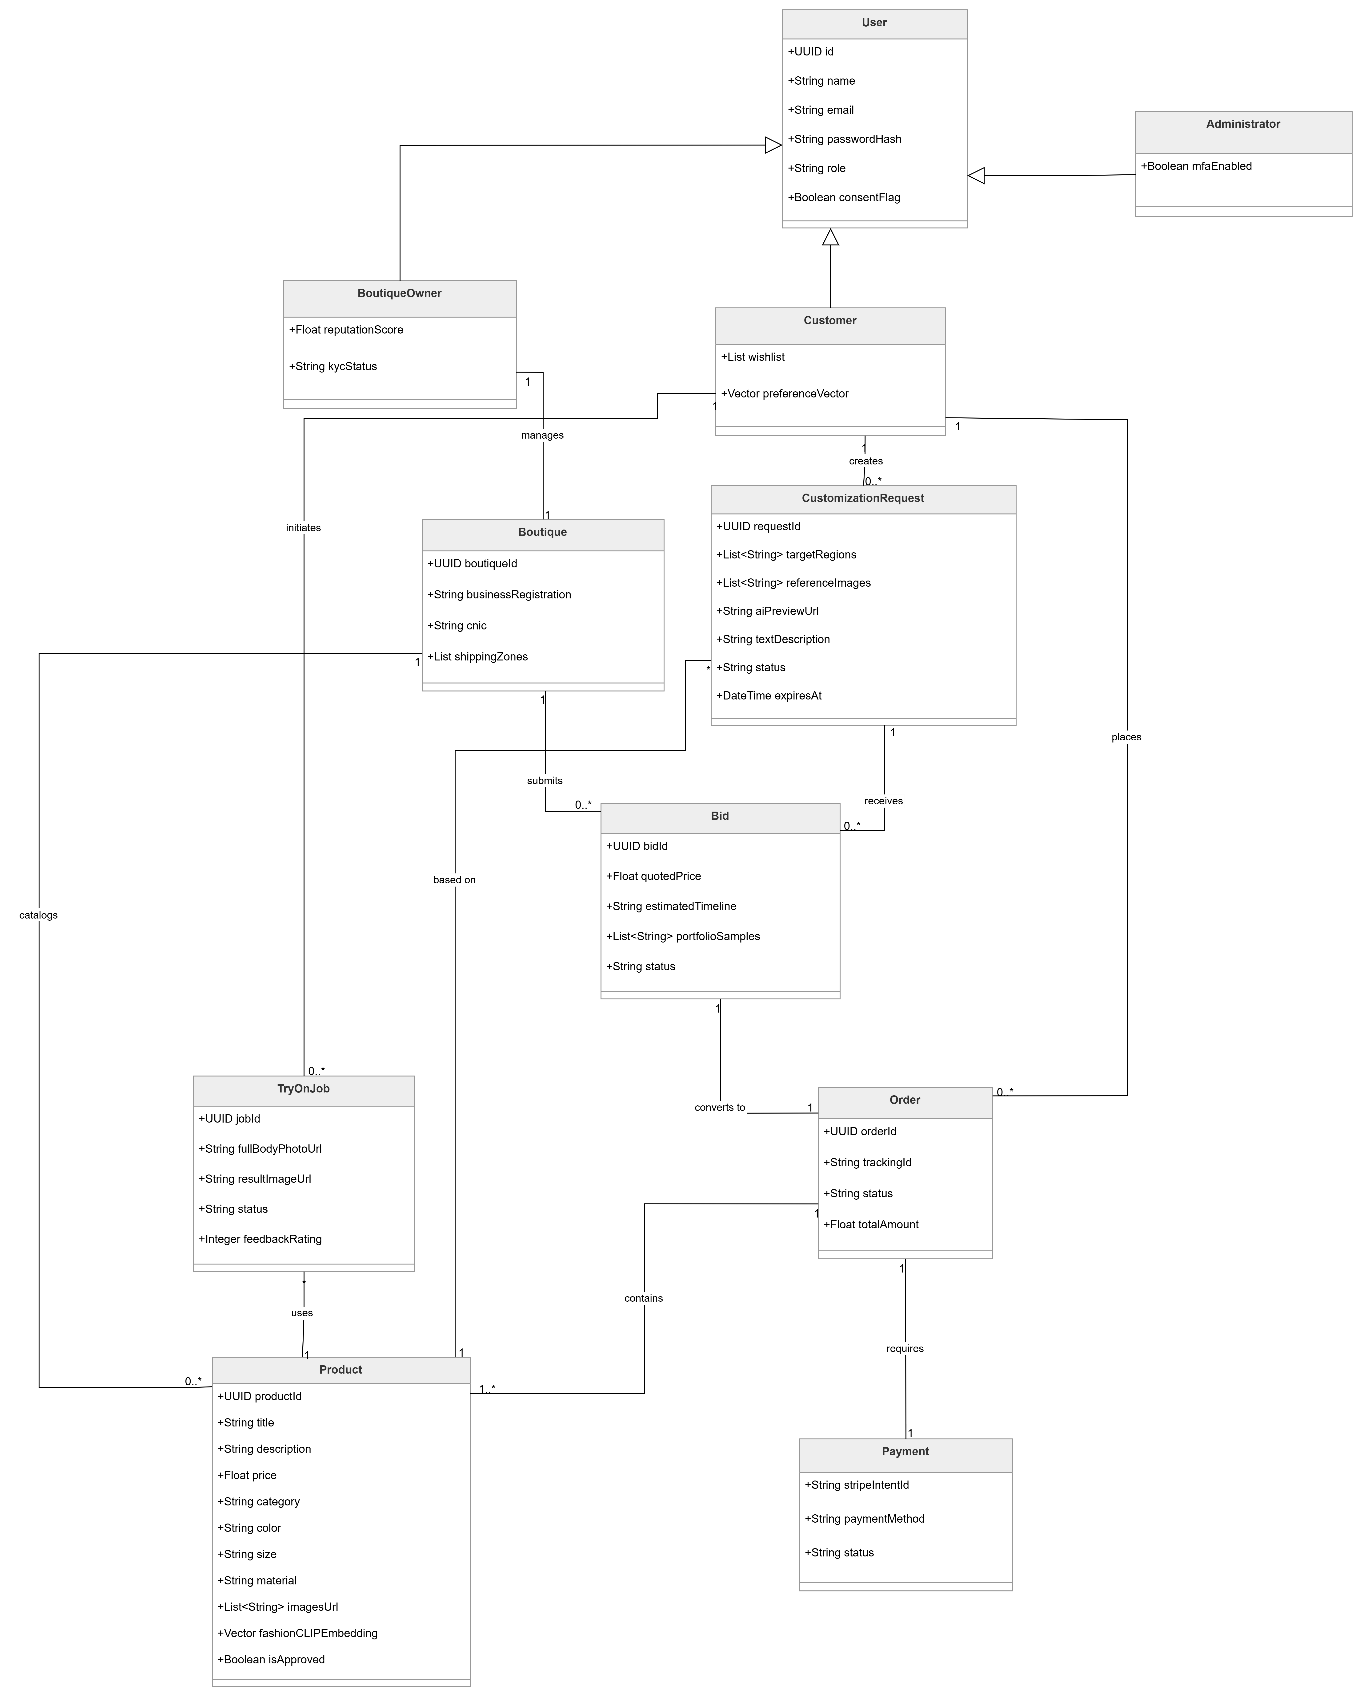 User
+UUID id
+String name
+String email
+String passwordHash
+String role
+Boolean consentFlag
Administrator
+Boolean mfaEnabled
BoutiqueOwner
+Float reputationScore
+String kycStatus
1
manages
1
Customer
+List wishlist
+Vector preferenceVector
1
1
1
creates
0..*
initiates
CustomizationRequest
+UUID requestId
+List<String> targetRegions
+List<String> referenceImages
+String aiPreviewUrl
+String textDescription
+String status
+DateTime expiresAt
*
1
Boutique
+UUID boutiqueId
+String businessRegistration
+String cnic
+List shippingZones
1
1
places
submits
0..*
receives
0..*
Bid
+UUID bidId
+Float quotedPrice
+String estimatedTimeline
+List<String> portfolioSamples
+String status
1
based on
catalogs
converts to
1
0..*
0..*
TryOnJob
+UUID jobId
+String fullBodyPhotoUrl
+String resultImageUrl
+String status
+Integer feedbackRating
*
uses
1
Order
+UUID orderId
+String trackingId
+String status
+Float totalAmount
1
1
contains
requires
1
1
0..*
1..*
Product
+UUID productId
+String title
+String description
+Float price
+String category
+String color
+String size
+String material
+List<String> imagesUrl
+Vector fashionCLIPEmbedding
+Boolean isApproved
Payment
+String stripeIntentId
+String paymentMethod
+String status